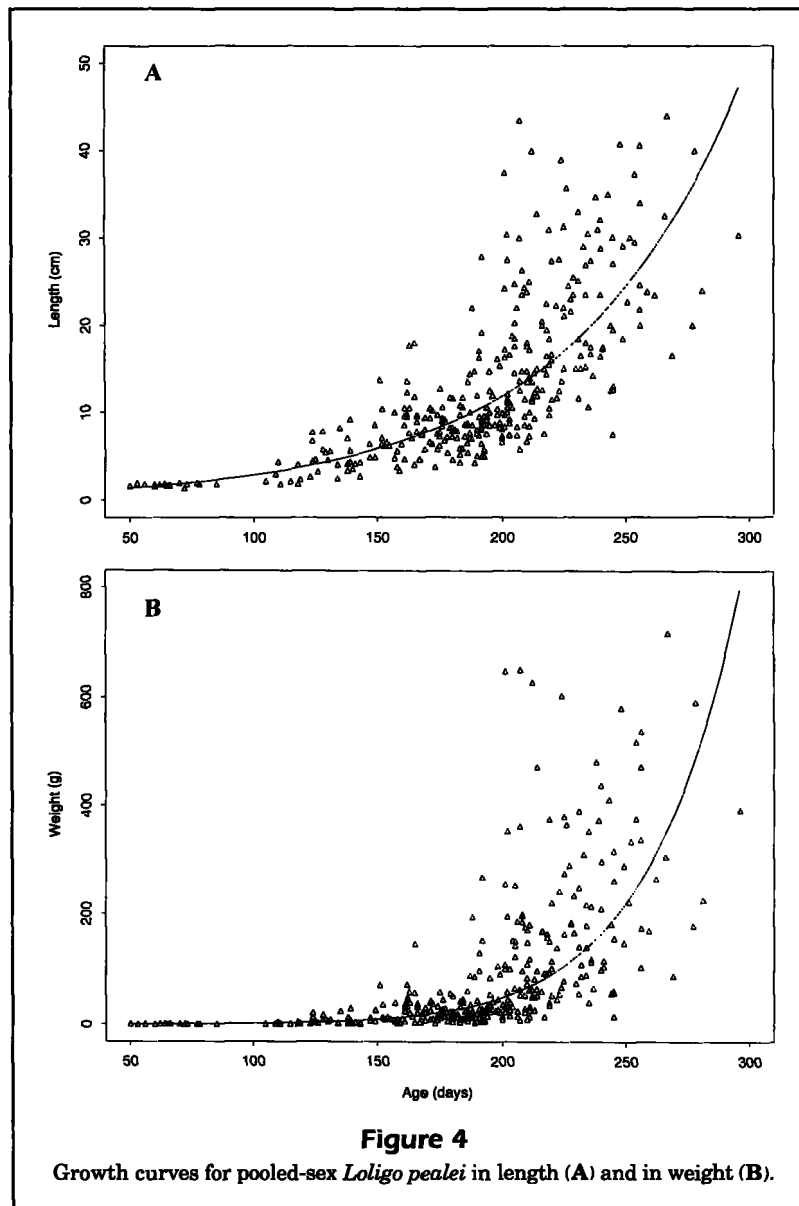 A
50
40
30
20
10
0
Length (cm)
50 100 150 200 250 300
B
800
600
400
200
0
Weight (g)
50 100 150 200 250 300
Age (days)
Figure 4
Growth curves for pooled-sex Loligo pealei in length (A) and in weight (B).